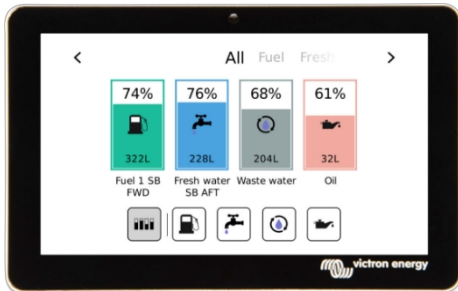 All Fuel Fresh
74% 76% 68% 61%
322L 228L 204L 32L
Fuel 1 SB Fresh water Waste water Oil
FWD SB AFT
victron energy